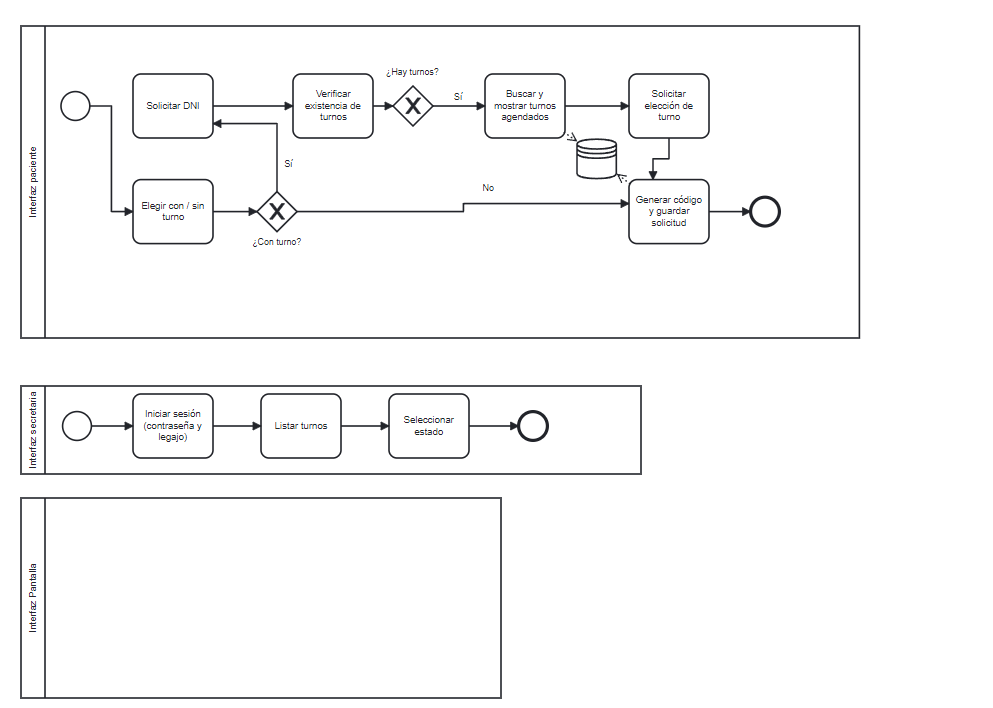 Interfaz paciente
Solicitar DNI
Verificar
existencia de
turnos
¿Hay turnos?
Sí
Buscar y
mostrar turnos
agendados
Solicitar
elección de
turno
Sí
Elegir con / sin
turno
¿Con turno?
No
Generar código
y guardar
solicitud
Interfaz secretaria
Iniciar sesión
(contraseña y
legajo)
Listar turnos
Seleccionar
estado
Interfaz Pantalla